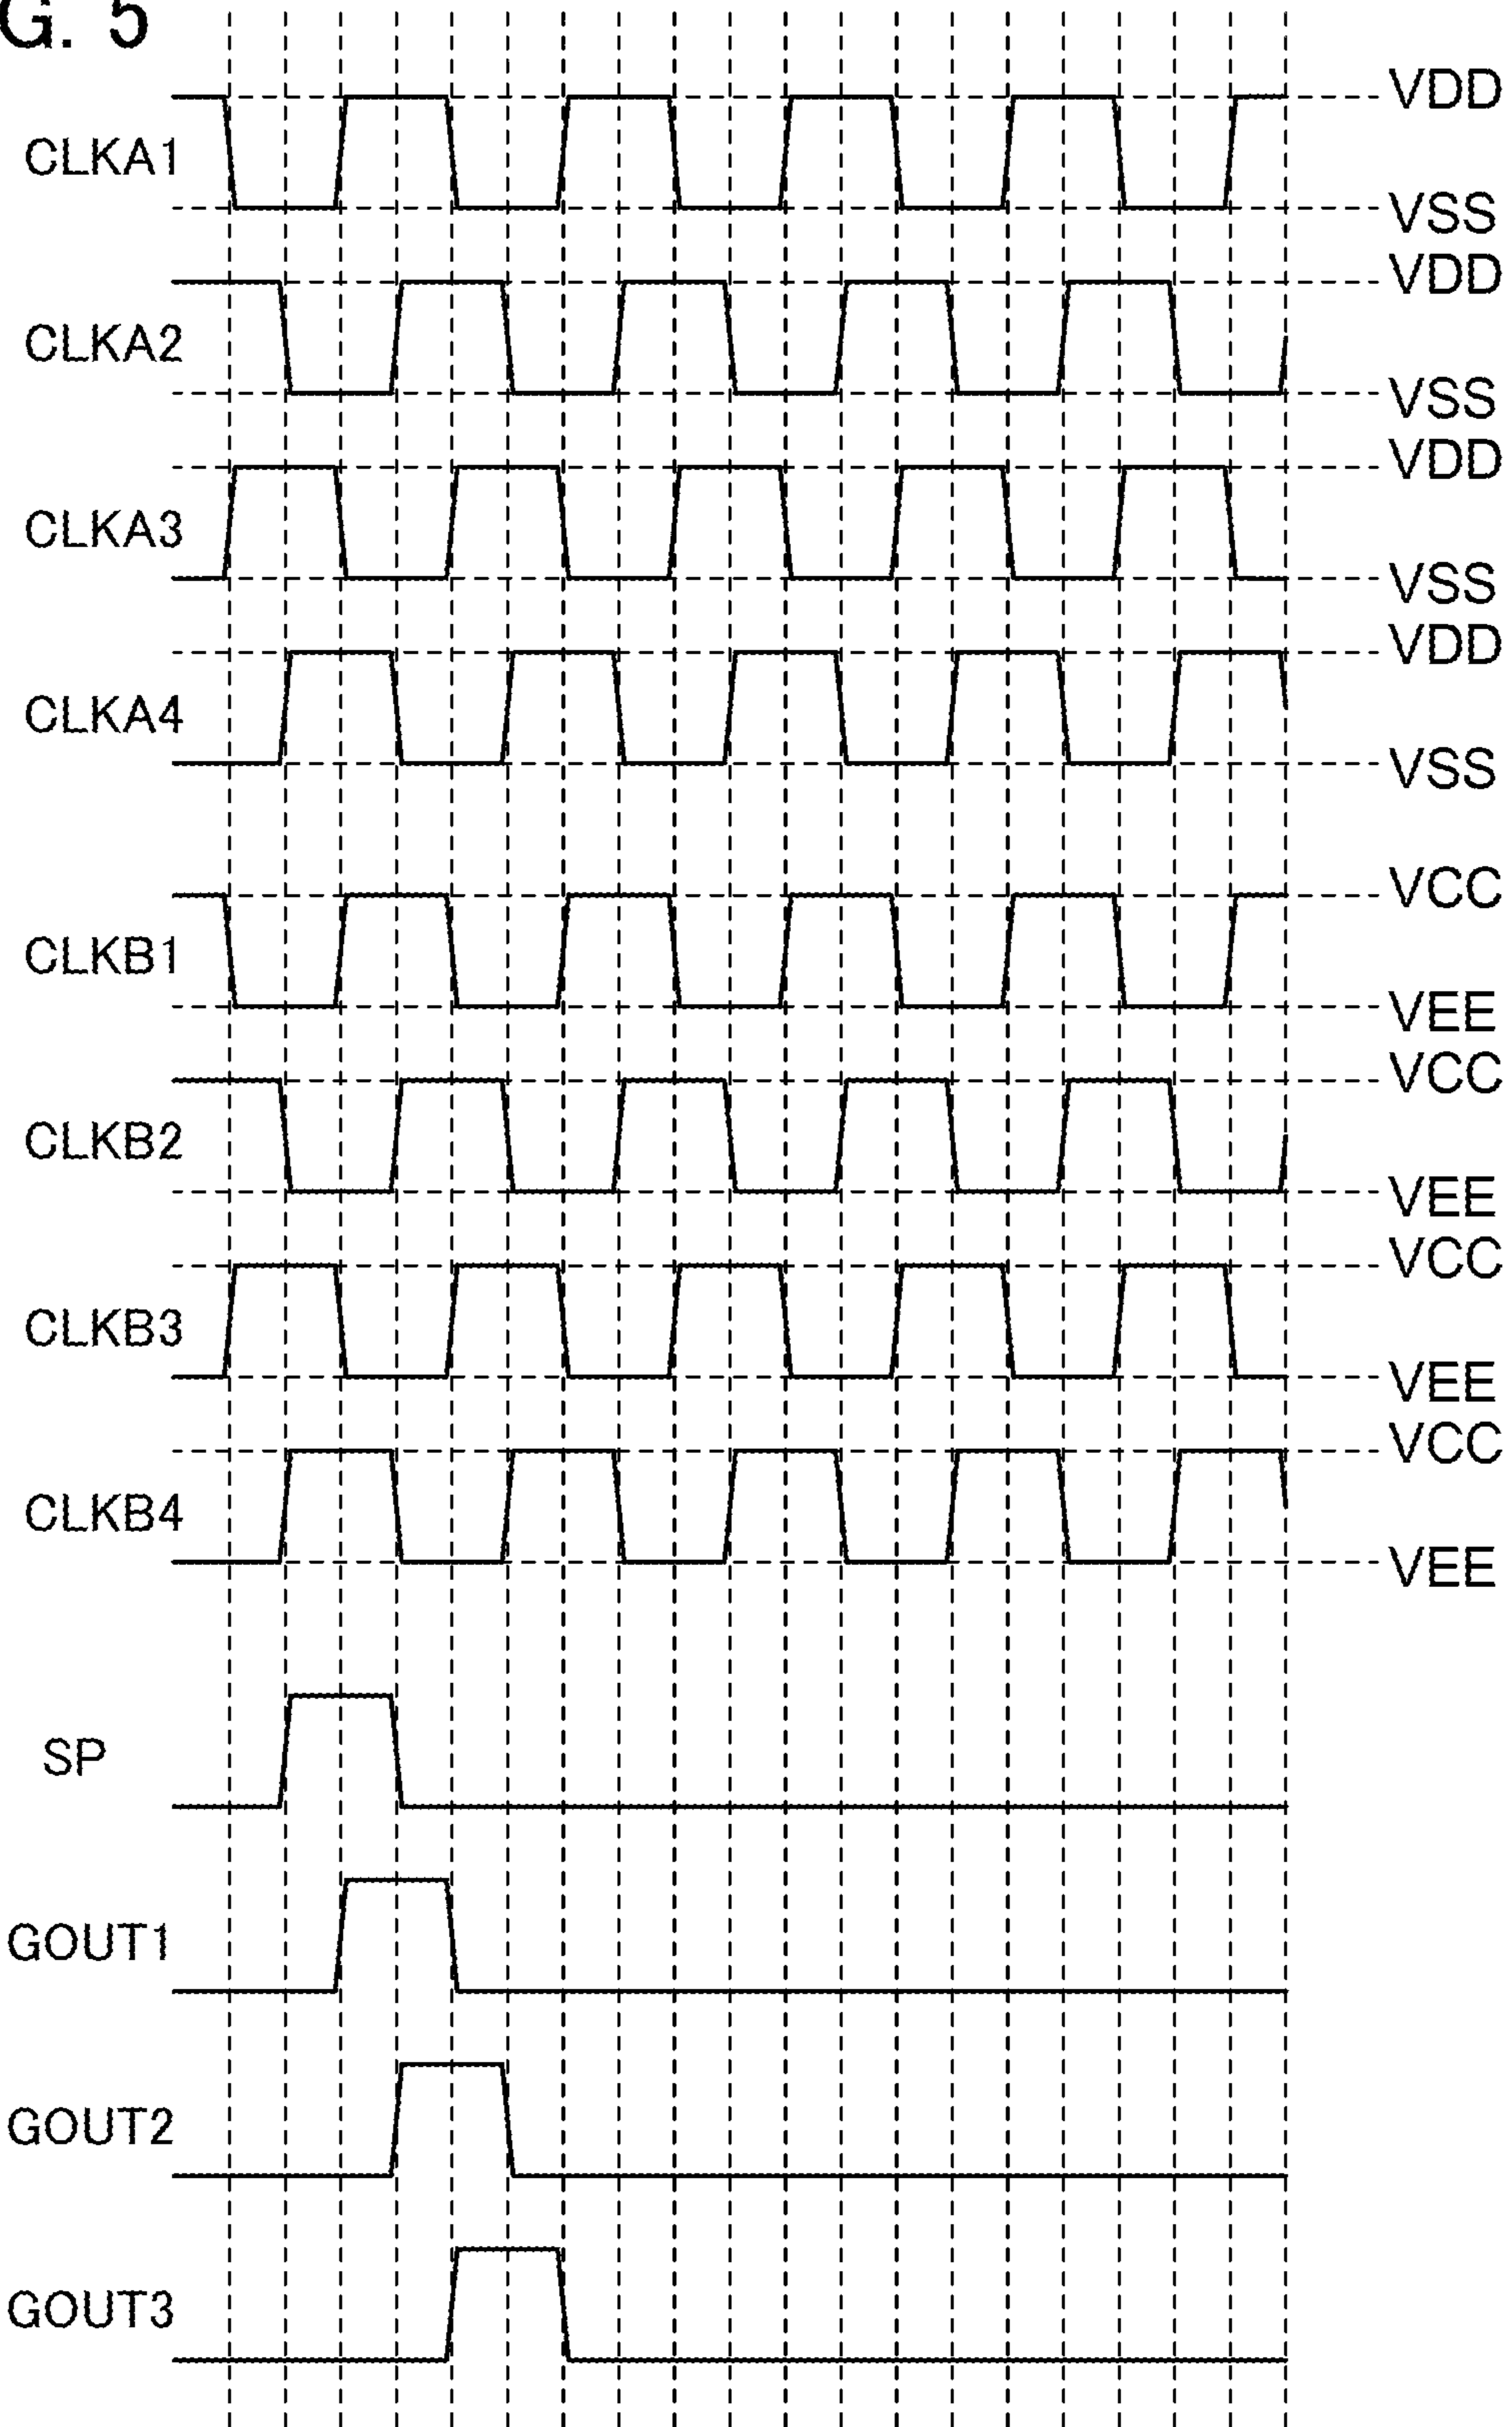 G. 5
VDD
CLKA1
VSS
VDD
CLKA2
VSS
VDD
CLKA3
VSS
VDD
CLKA4
VSS
VCC
CLKB1
VEE
VCC
CLKB2
VEE
VCC
CLKB3
VEE
VCC
CLKB4
VEE
SP
GOUT1
GOUT2
GOUT3